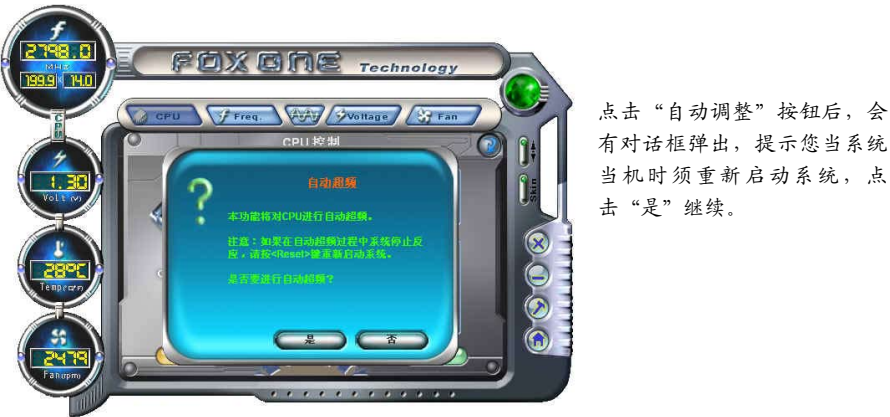 2798.0
MHz
199.9 x 14.0
CPU
FOX ONE Technology
CPU
Freq.
Voltage
Fan
CPU控制
1.30
Volt (V)
28℃
Fan(rpm)
2479
Skin
自动超频
本功能将对CPU进行自动超频。
注意：如果在自动超频过程中系统停止反
应，请按<Reset>键重新启动系统。
是否要进行自动超频？
是
否
点击“自动调整”按钮后，会
有对话框弹出，提示您当系统
当机时须重新启动系统，点
击“是”继续。